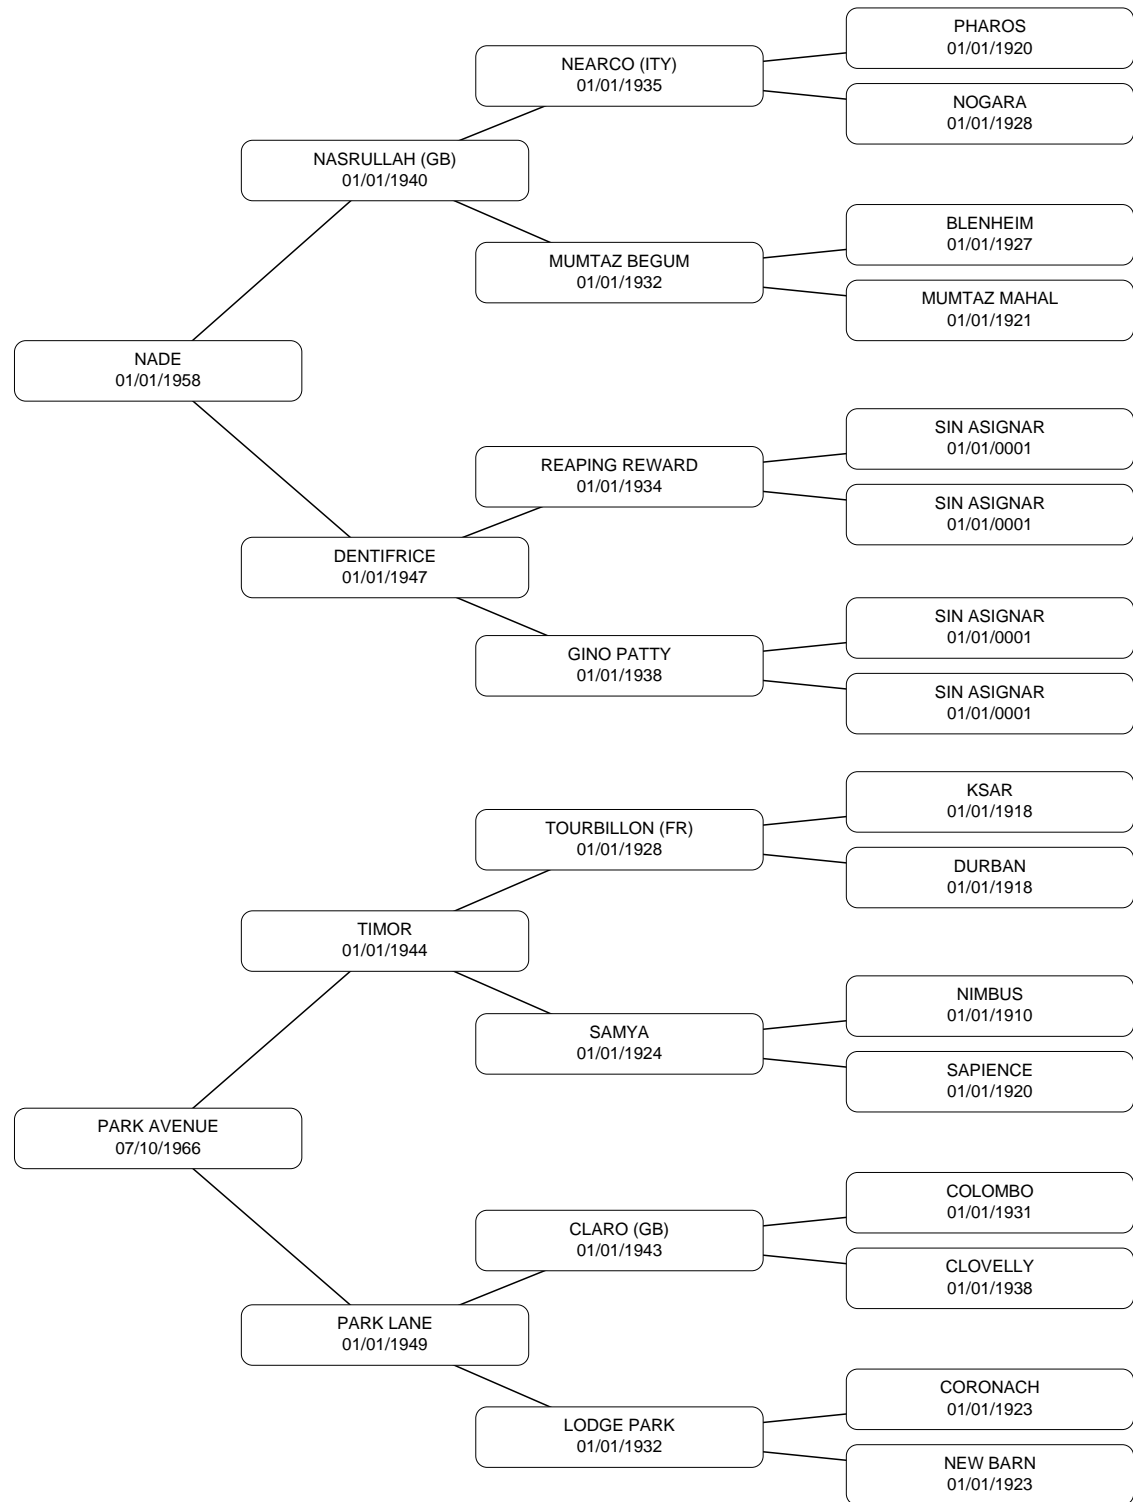 PHAROS
01/01/1920
NEARCO (ITY)
01/01/1935
NOGARA
01/01/1928
NASRULLAH (GB)
01/01/1940
BLENHEIM
01/01/1927
MUMTAZ BEGUM
01/01/1932
MUMTAZ MAHAL
01/01/1921
NADE
01/01/1958
SIN ASIGNAR
01/01/0001
REAPING REWARD
01/01/1934
SIN ASIGNAR
01/01/0001
DENTIFRICE
01/01/1947
SIN ASIGNAR
01/01/0001
GINO PATTY
01/01/1938
SIN ASIGNAR
01/01/0001
KSAR
01/01/1918
TOURBILLON (FR)
01/01/1928
DURBAN
01/01/1918
TIMOR
01/01/1944
NIMBUS
01/01/1910
SAMYA
01/01/1924
SAPIENCE
01/01/1920
PARK AVENUE
07/10/1966
COLOMBO
01/01/1931
CLARO (GB)
01/01/1943
CLOVELLY
01/01/1938
PARK LANE
01/01/1949
CORONACH
01/01/1923
LODGE PARK
01/01/1932
NEW BARN
01/01/1923